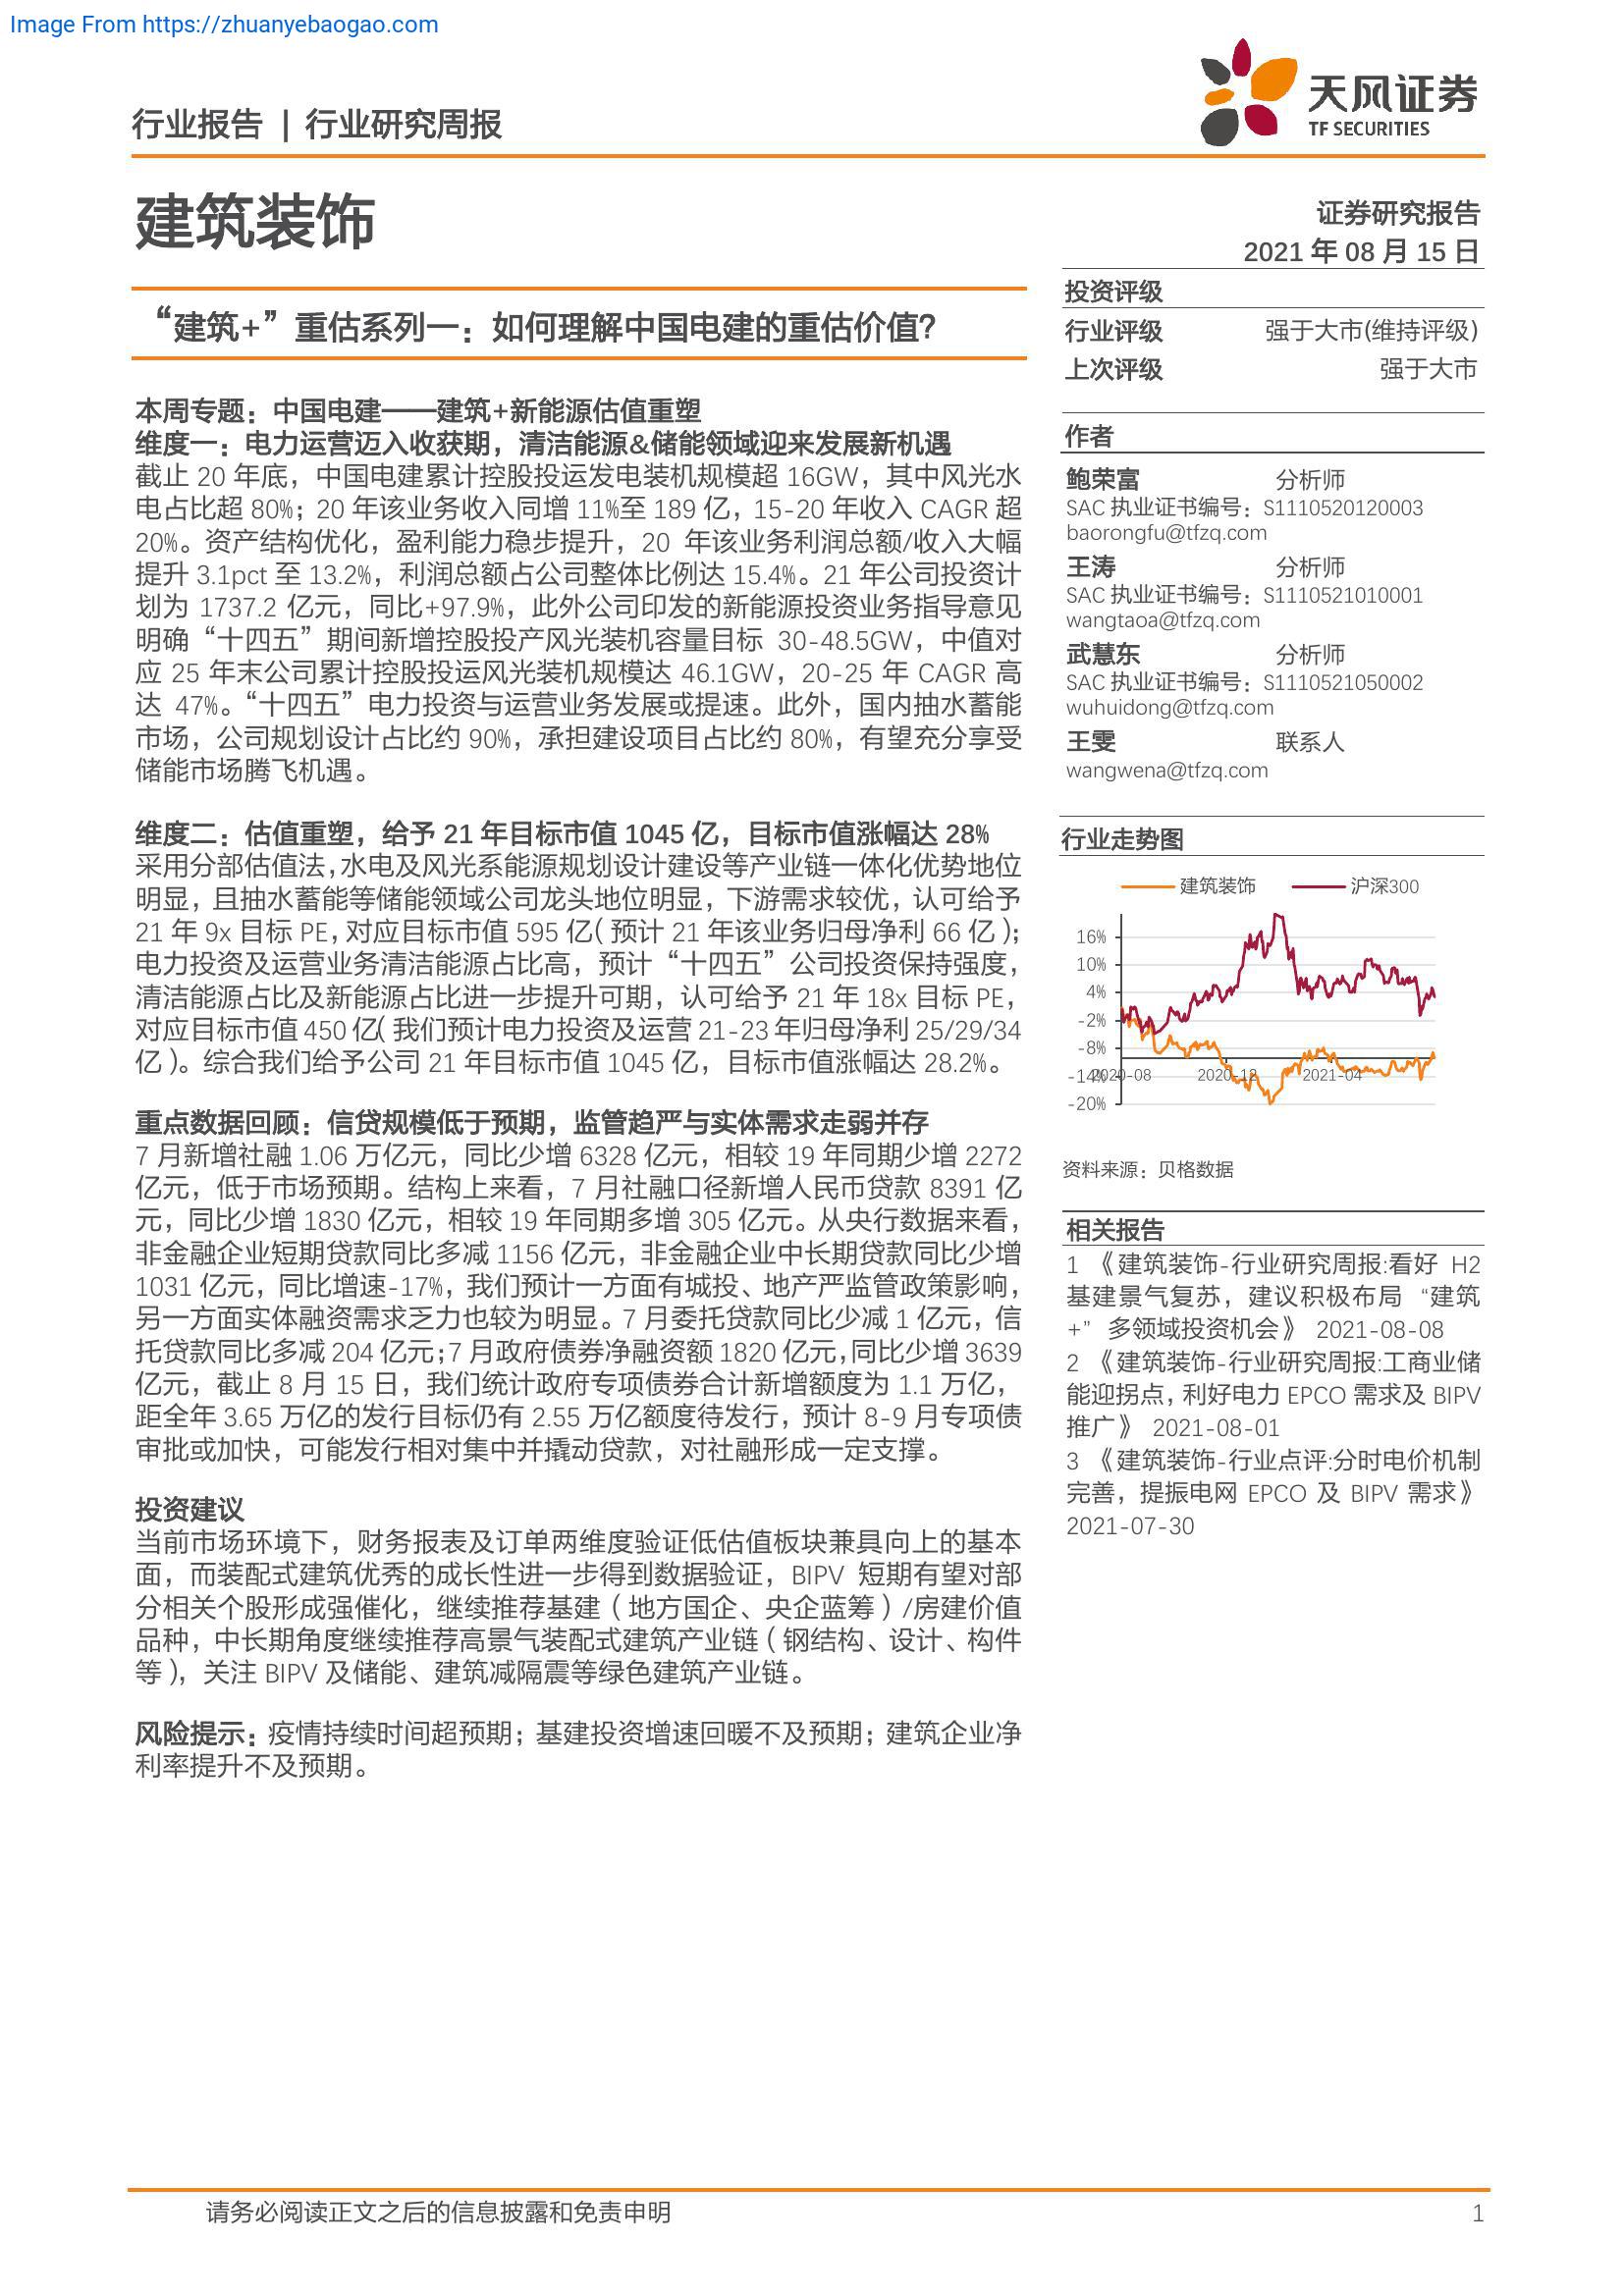 Image From https://zhuanyebaogao.com
行业报告 | 行业研究周报
天风证券
TF SECURITIES
建筑装饰
证券研究报告
2021 年 08 月 15 日
“建筑+”重估系列一：如何理解中国电建的重估价值？
本周专题：中国电建——建筑+新能源估值重塑
维度一：电力运营迈入收获期，清洁能源&储能领域迎来发展新机遇
截止 20 年底，中国电建累计控股投运发电装机规模超 16GW，其中风光水
电占比超 80%；20 年该业务收入同增 11%至 189 亿，15-20 年收入 CAGR 超
20%。资产结构优化，盈利能力稳步提升，20 年该业务利润总额/收入大幅
提升 3.1pct 至 13.2%，利润总额占公司整体比例达 15.4%。21 年公司投资计
划为 1737.2 亿元，同比+97.9%，此外公司印发的新能源投资业务指导意见
明确“十四五”期间新增控股投产风光装机容量目标 30-48.5GW，中值对
应 25 年末公司累计控股投运风光装机规模达 46.1GW，20-25 年 CAGR 高
达 47%。“十四五”电力投资与运营业务发展或提速。此外，国内抽水蓄能
市场，公司规划设计占比约 90%，承担建设项目占比约 80%，有望充分享受
储能市场腾飞机遇。
维度二：估值重塑，给予 21 年目标市值 1045 亿，目标市值涨幅达 28%
采用分部估值法，水电及风光系能源规划设计建设等产业链一体化优势地位
明显，且抽水蓄能等储能领域公司龙头地位明显，下游需求较优，认可给予
21 年 9x 目标 PE，对应目标市值 595 亿（预计 21 年该业务归母净利 66 亿）；
电力投资及运营业务清洁能源占比高，预计“十四五”公司投资保持强度，
清洁能源占比及新能源占比进一步提升可期，认可给予 21 年 18x 目标 PE，
对应目标市值 450 亿（我们预计电力投资及运营 21-23 年归母净利 25/29/34
亿）。综合我们给予公司 21 年目标市值 1045 亿，目标市值涨幅达 28.2%。
重点数据回顾：信贷规模低于预期，监管趋严与实体需求走弱并存
7 月新增社融 1.06 万亿元，同比少增 6328 亿元，相较 19 年同期少增 2272
亿元，低于市场预期。结构上来看，7 月社融口径新增人民币贷款 8391 亿
元，同比少增 1830 亿元，相较 19 年同期多增 305 亿元。从央行数据来看，
非金融企业短期贷款同比多减 1156 亿元，非金融企业中长期贷款同比少增
1031 亿元，同比增速-17%，我们预计一方面有城投、地产严监管政策影响，
另一方面实体融资需求乏力也较为明显。7 月委托贷款同比少减 1 亿元，信
托贷款同比多减 204 亿元；7 月政府债券净融资额 1820 亿元，同比少增 3639
亿元，截止 8 月 15 日，我们统计政府专项债券合计新增额度为 1.1 万亿，
距全年 3.65 万亿的发行目标仍有 2.55 万亿额度待发行，预计 8-9 月专项债
审批或加快，可能发行相对集中并撬动贷款，对社融形成一定支撑。
投资建议
当前市场环境下，财务报表及订单两维度验证低估值板块兼具向上的基本
面，而装配式建筑优秀的成长性进一步得到数据验证，BIPV 短期有望对部
分相关个股形成强催化，继续推荐基建（地方国企、央企蓝筹）/房建价值
品种，中长期角度继续推荐高景气装配式建筑产业链（钢结构、设计、构件
等），关注 BIPV 及储能、建筑减隔震等绿色建筑产业链。
风险提示：疫情持续时间超预期；基建投资增速回暖不及预期；建筑企业净
利率提升不及预期。
投资评级
行业评级 强于大市(维持评级)
上次评级 强于大市
作者
鲍荣富 分析师
SAC 执业证书编号：S1110520120003
baorongfu@tfzq.com
王涛 分析师
SAC 执业证书编号：S1110521010001
wangtaoa@tfzq.com
武慧东 分析师
SAC 执业证书编号：S1110521050002
wuhuidong@tfzq.com
王雯 联系人
wangwena@tfzq.com
行业走势图
建筑装饰 沪深300
16%
10%
4%
-2%
-8%
-14%
-20%
2020-08 2020-12 2021-04
资料来源：贝格数据
相关报告
1 《建筑装饰-行业研究周报:看好 H2
基建景气复苏，建议积极布局 “建筑
+” 多领域投资机会》 2021-08-08
2 《建筑装饰-行业研究周报:工商业储
能迎拐点，利好电力 EPCO 需求及 BIPV
推广》 2021-08-01
3 《建筑装饰-行业点评:分时电价机制
完善，提振电网 EPCO 及 BIPV 需求》
2021-07-30
请务必阅读正文之后的信息披露和免责申明 1